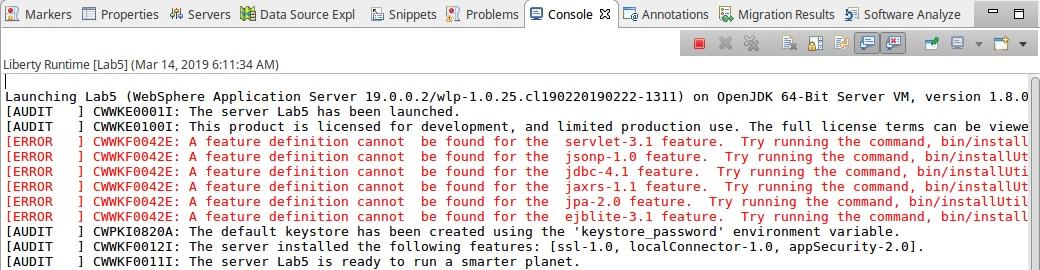 Markers Properties Servers Data Source Expl Snippets Problems Console Annotations Migration Results Software Analyze
Liberty Runtime [Lab5] (Mar 14, 2019 6:11:34 AM)
Launching Lab5 (WebSphere Application Server 19.0.0.2/wlp-1.0.25.cl190220190222-1311) on OpenJDK 64-Bit Server VM, version 1.8.0
[AUDIT   ] CWWKE0001I: The server Lab5 has been launched.
[AUDIT   ] CWWKE0100I: This product is licensed for development, and limited production use. The full license terms can be viewe
[ERROR   ] CWWKF0042E: A feature definition cannot  be found for the  servlet-3.1 feature.  Try running the command, bin/install
[ERROR   ] CWWKF0042E: A feature definition cannot  be found for the  jsonp-1.0 feature.  Try running the command, bin/installUt
[ERROR   ] CWWKF0042E: A feature definition cannot  be found for the  jdbc-4.1 feature.  Try running the command, bin/installUti
[ERROR   ] CWWKF0042E: A feature definition cannot  be found for the  jaxrs-1.1 feature.  Try running the command, bin/installUt
[ERROR   ] CWWKF0042E: A feature definition cannot  be found for the  jpa-2.0 feature.  Try running the command, bin/installUtil
[ERROR   ] CWWKF0042E: A feature definition cannot  be found for the  ejblite-3.1 feature.  Try running the command, bin/install
[AUDIT   ] CWPKI0820A: The default keystore has been created using the 'keystore_password' environment variable.
[AUDIT   ] CWWKF0012I: The server installed the following features: [ssl-1.0, localConnector-1.0, appSecurity-2.0].
[AUDIT   ] CWWKF0011I: The server Lab5 is ready to run a smarter planet.